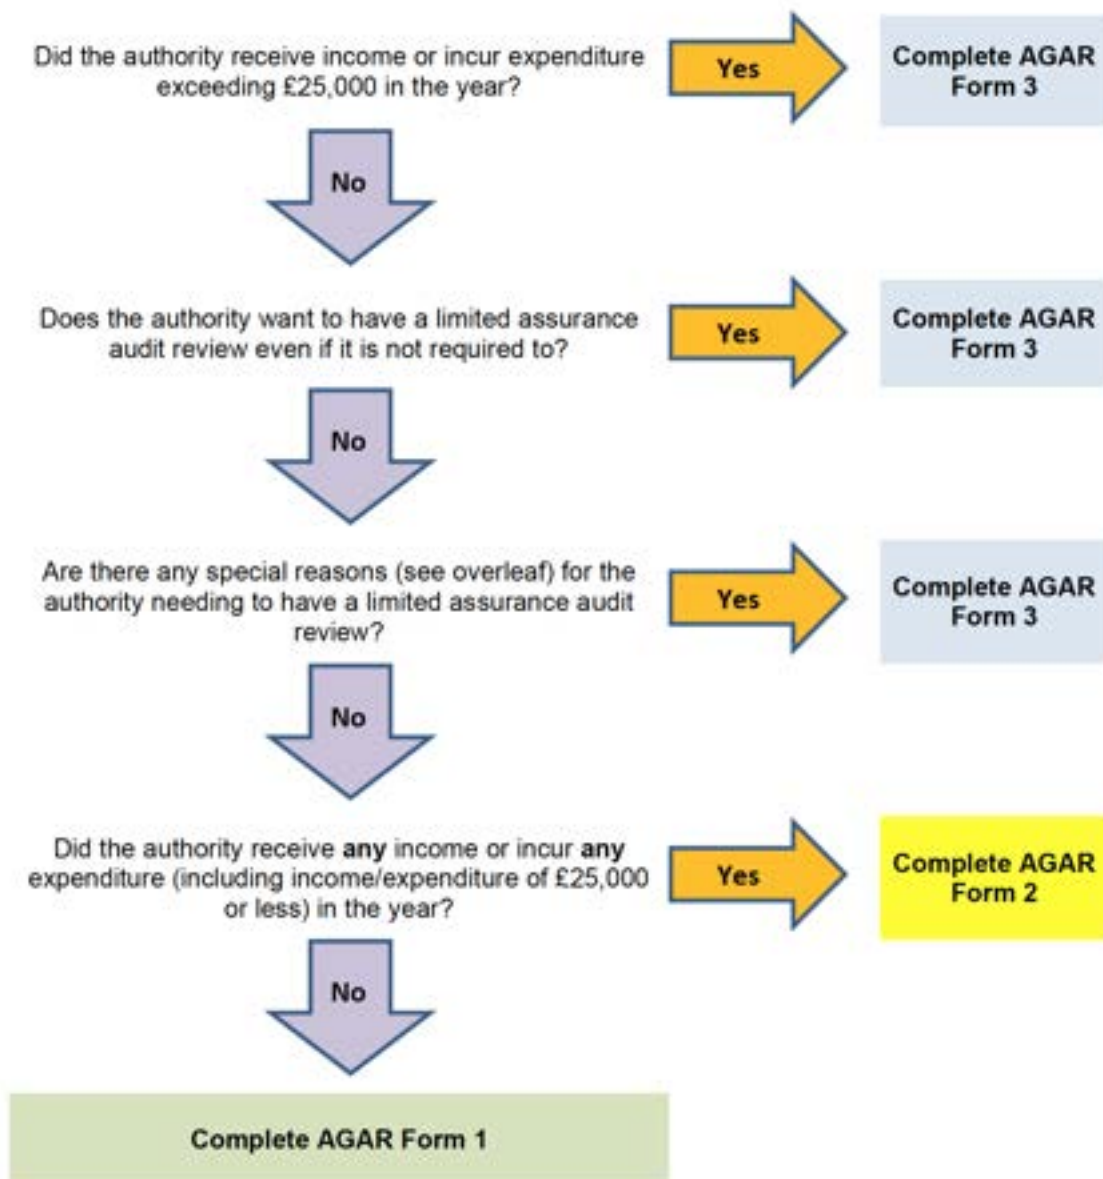 Did the authority receive income or incur expenditure
exceeding £25,000 in the year?
Yes
Complete AGAR
Form 3
No
Does the authority want to have a limited assurance
audit review even if it is not required to?
Yes
Complete AGAR
Form 3
No
Are there any special reasons (see overleaf) for the
authority needing to have a limited assurance audit
review?
Yes
Complete AGAR
Form 3
No
Did the authority receive any income or incur any
expenditure (including income/expenditure of £25,000
or less) in the year?
Yes
Complete AGAR
Form 2
No
Complete AGAR Form 1